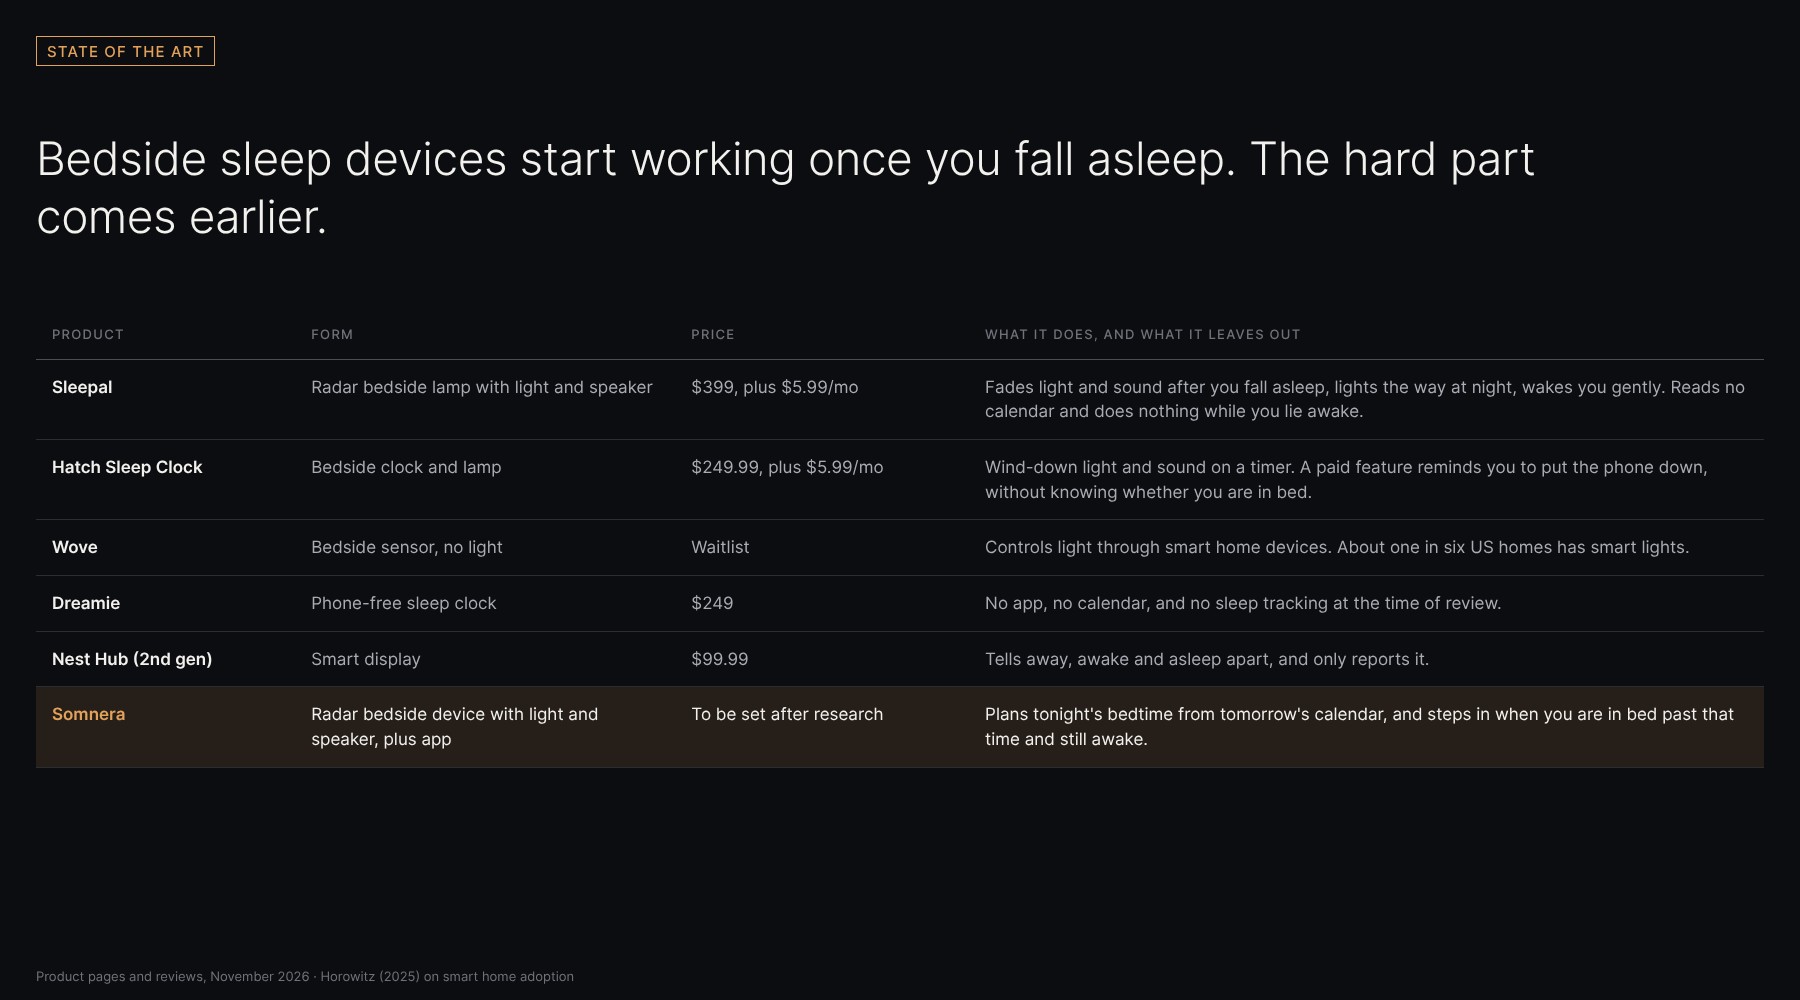 STATE OF THE ART
Bedside sleep devices start working once you fall asleep. The hard part
comes earlier.
PRODUCT FORM PRICE WHAT IT DOES, AND WHAT IT LEAVES OUT
Sleepal Radar bedside lamp with light and speaker $399, plus $5.99/mo Fades light and sound after you fall asleep, lights the way at night, wakes you gently. Reads no
calendar and does nothing while you lie awake.
Hatch Sleep Clock Bedside clock and lamp $249.99, plus $5.99/mo Wind-down light and sound on a timer. A paid feature reminds you to put the phone down,
without knowing whether you are in bed.
Wove Bedside sensor, no light Waitlist Controls light through smart home devices. About one in six US homes has smart lights.
Dreamie Phone-free sleep clock $249 No app, no calendar, and no sleep tracking at the time of review.
Nest Hub (2nd gen) Smart display $99.99 Tells away, awake and asleep apart, and only reports it.
Somnera Radar bedside device with light and To be set after research Plans tonight's bedtime from tomorrow's calendar, and steps in when you are in bed past that
speaker, plus app time and still awake.
Product pages and reviews, November 2026 · Horowitz (2025) on smart home adoption